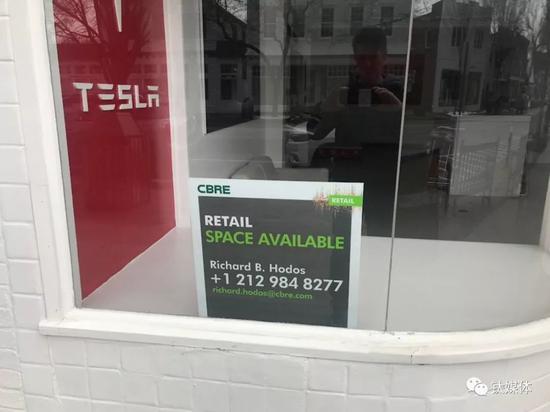 TESLA
CBRE
RETAIL
RETAIL
SPACE AVAILABLE
Richard B. Hodos
+1 212 984 8277
richard.hodos@cbre.com
钛媒体